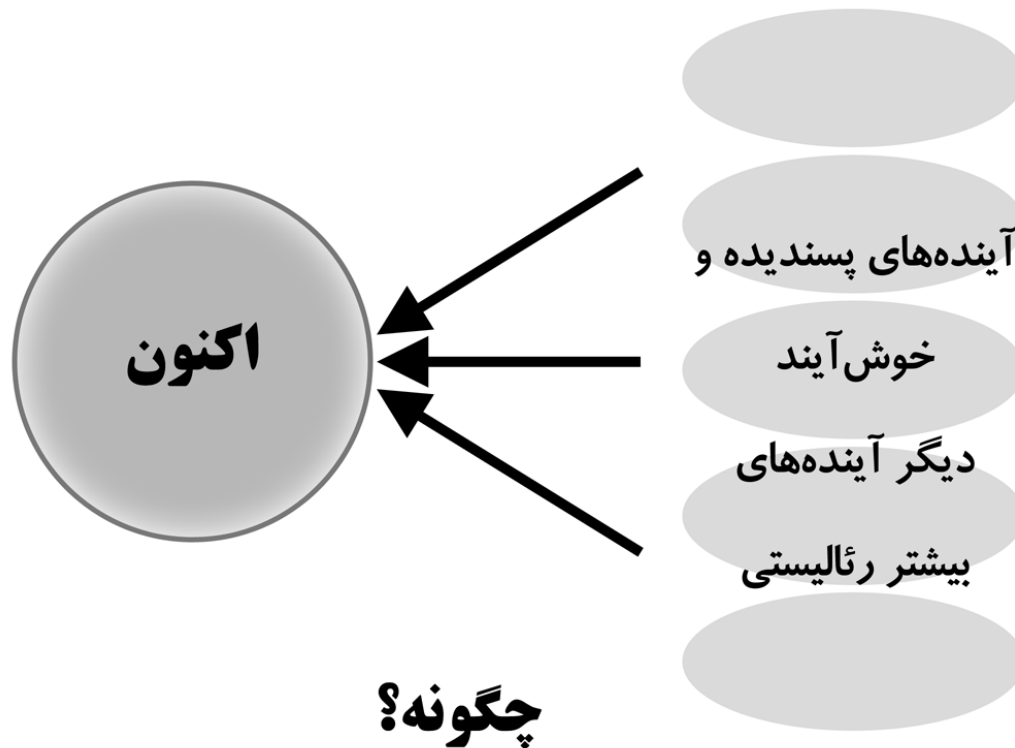 آینده‌های پسندیده و
خوش‌آیند
دیگر آینده‌های
بیشتر رئالیستی
اکنون
چگونه؟